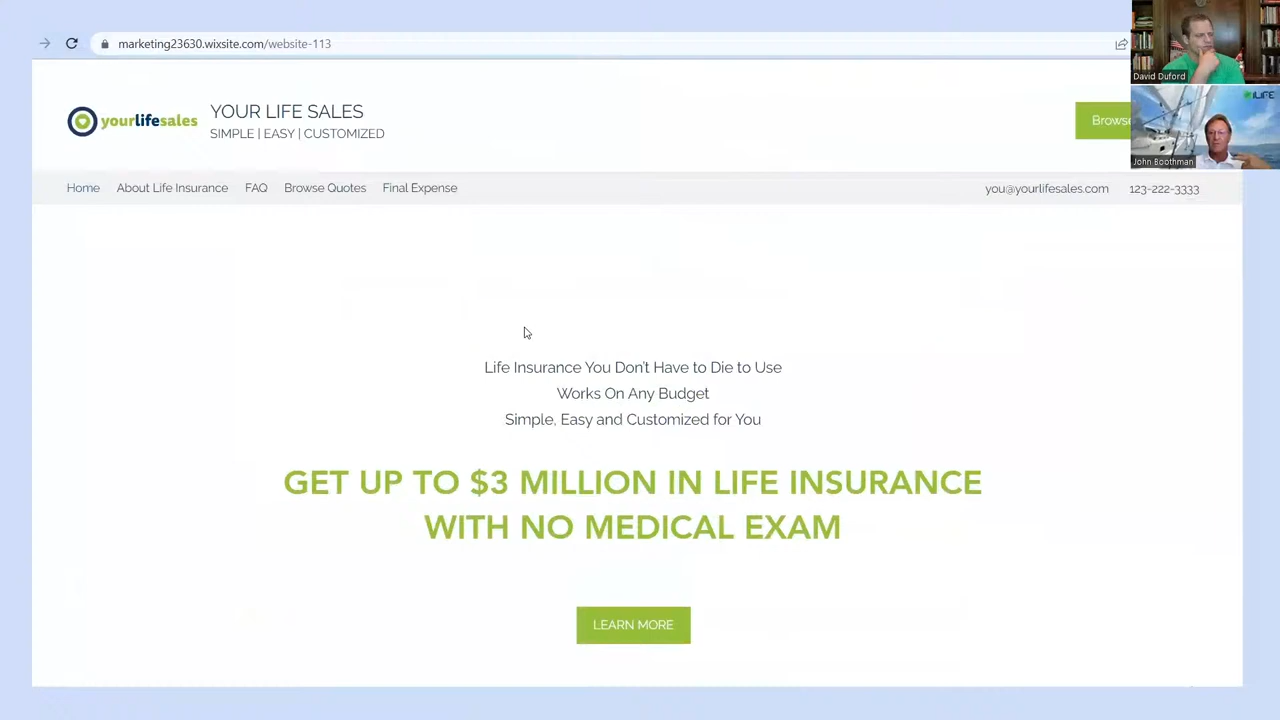 marketing23630.wixsite.com/website-113
David Duford
iLIFE
John Boothman
yourlifesales
YOUR LIFE SALES
SIMPLE | EASY | CUSTOMIZED
Home About Life Insurance FAQ Browse Quotes Final Expense you@yourlifesales.com 123-222-3333
Life Insurance You Don't Have to Die to Use
Works On Any Budget
Simple, Easy and Customized for You
GET UP TO $3 MILLION IN LIFE INSURANCE
WITH NO MEDICAL EXAM
LEARN MORE